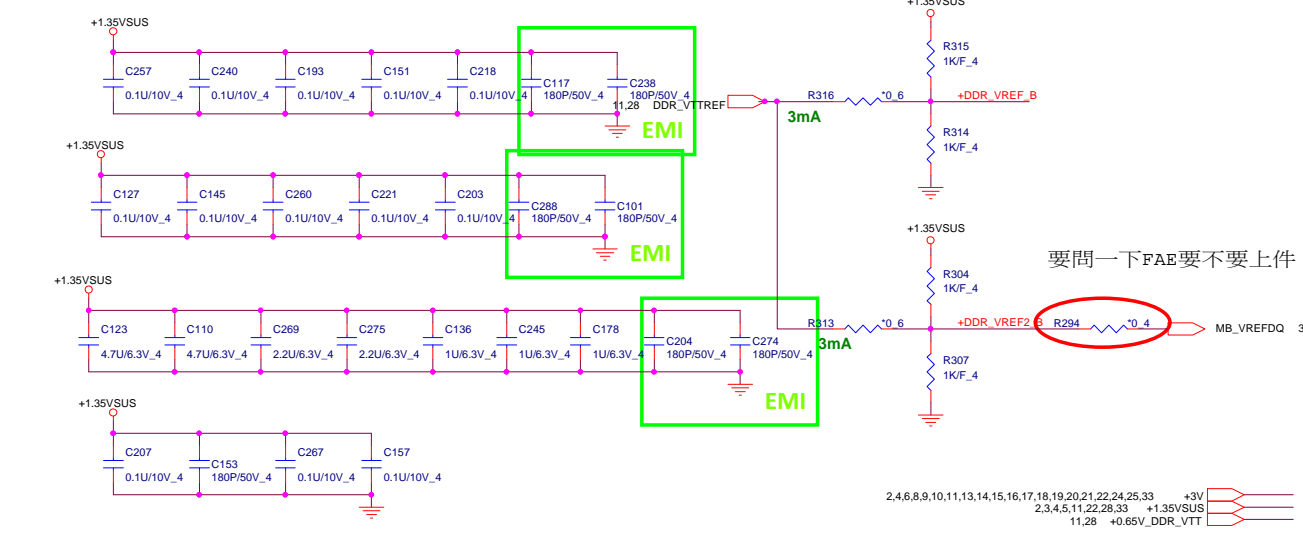 +1.35VSUS
C257
0.1U/10V_4
C240
0.1U/10V_4
C193
0.1U/10V_4
C151
0.1U/10V_4
C218
0.1U/10V_4
C117
180P/50V_4
C238
180P/50V_4
EMI
11,28 DDR_VTTREF
R316
*0_6
3mA
+1.35VSUS
R315
1K/F_4
+DDR_VREF_B
R314
1K/F_4
+1.35VSUS
C127
0.1U/10V_4
C145
0.1U/10V_4
C260
0.1U/10V_4
C221
0.1U/10V_4
C203
0.1U/10V_4
C288
180P/50V_4
C101
180P/50V_4
EMI
+1.35VSUS
R304
1K/F_4
要問一下FAE要不要上件
+1.35VSUS
C123
4.7U/6.3V_4
C110
4.7U/6.3V_4
C269
2.2U/6.3V_4
C275
2.2U/6.3V_4
C136
1U/6.3V_4
C245
1U/6.3V_4
C178
1U/6.3V_4
C204
180P/50V_4
C274
180P/50V_4
EMI
R313
*0_6
3mA
+DDR_VREF2_B
R294
*0_4
MB_VREFDQ 3
R307
1K/F_4
+1.35VSUS
C207
0.1U/10V_4
C153
180P/50V_4
C267
0.1U/10V_4
C157
0.1U/10V_4
2,4,6,8,9,10,11,13,14,15,16,17,18,19,20,21,22,24,25,33 +3V
2,3,4,5,11,22,28,33 +1.35VSUS
11,28 +0.65V_DDR_VTT